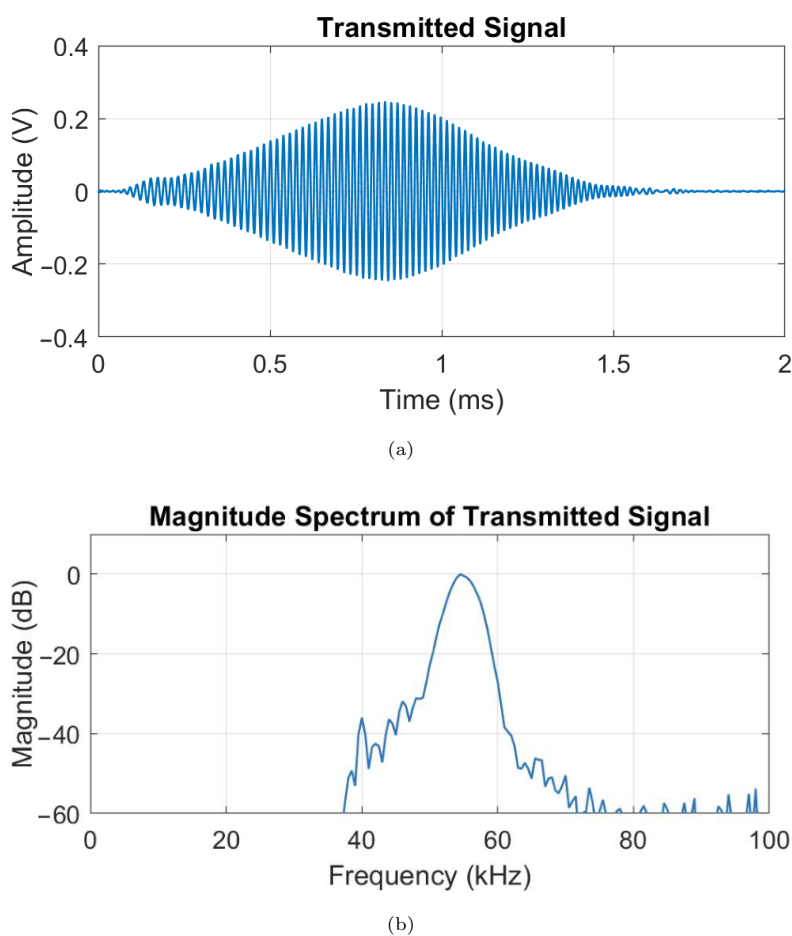 Transmitted Signal
0.4
0.2
0
−0.2
−0.4
Amplitude (V)
0
0.5
1
1.5
2
Time (ms)
(a)
Magnitude Spectrum of Transmitted Signal
0
−20
−40
−60
Magnitude (dB)
0
20
40
60
80
100
Frequency (kHz)
(b)